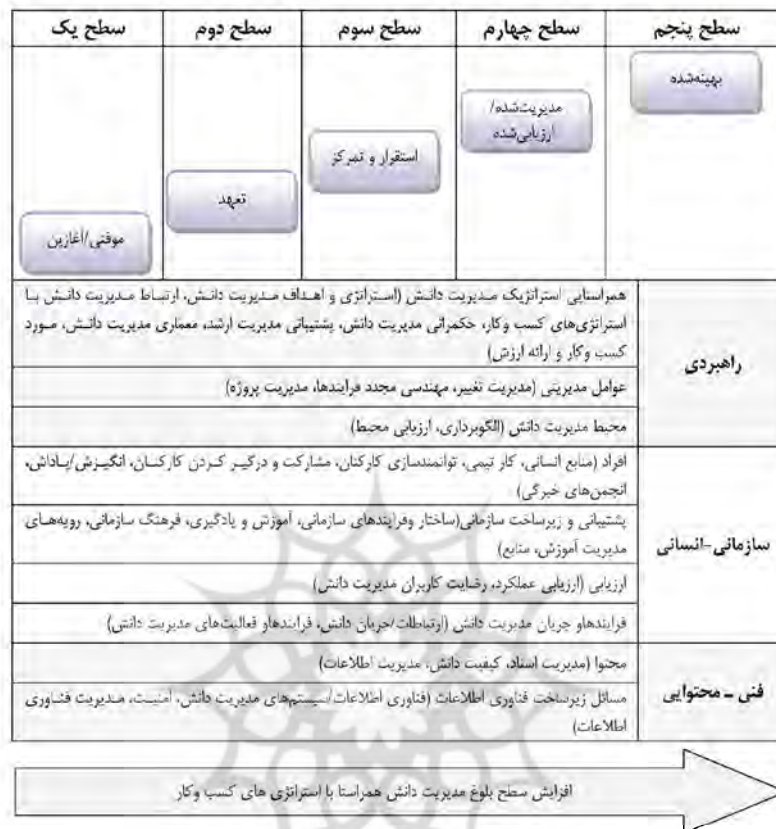 سطح یک
سطح دوم
سطح سوم
سطح چهارم
سطح پنجم
بهینه‌شده
مدیریت‌شده/
ارزیابی‌شده
استقرار و تمرکز
تعهد
موقتی/آغازین
راهبردی
همراستایی استراتژیک مدیریت دانش (استراتژی و اهداف مدیریت دانش، ارتباط مدیریت دانش با
استراتژی‌های کسب وکار، حکمرانی مدیریت دانش، پشتیبانی مدیریت ارشد، معماری مدیریت دانش، مورد
کسب وکار و ارائه ارزش)
عوامل مدیریتی (مدیریت تغییر، مهندسی مجدد فرایندها، مدیریت پروژه)
محیط مدیریت دانش (الگوبرداری، ارزیابی محیط)
سازمانی-انسانی
افراد (منابع انسانی، کار تیمی، توانمندسازی کارکنان، مشارکت و درگیر کردن کارکنان، انگیزش/پاداش،
انجمن‌های خبرگی)
پشتیبانی و زیرساخت سازمانی(ساختار وفرایندهای سازمانی، آموزش و یادگیری، فرهنگ سازمانی، رویه‌های
مدیریت آموزش، منابع)
ارزیابی (ارزیابی عملکرد، رضایت کاربران مدیریت دانش)
فرایندهاو جریان مدیریت دانش (ارتباطات/جریان دانش، فرایندهاو فعالیت‌های مدیریت دانش)
فنی ـ محتوایی
محتوا (مدیریت اسناد، کیفیت دانش، مدیریت اطلاعات)
مسائل زیرساخت فناوری اطلاعات (فناوری اطلاعات/سیستم‌های مدیریت دانش، امنیت، مدیریت فناوری
اطلاعات)
افزایش سطح بلوغ مدیریت دانش همراستا با استراتژی های کسب وکار